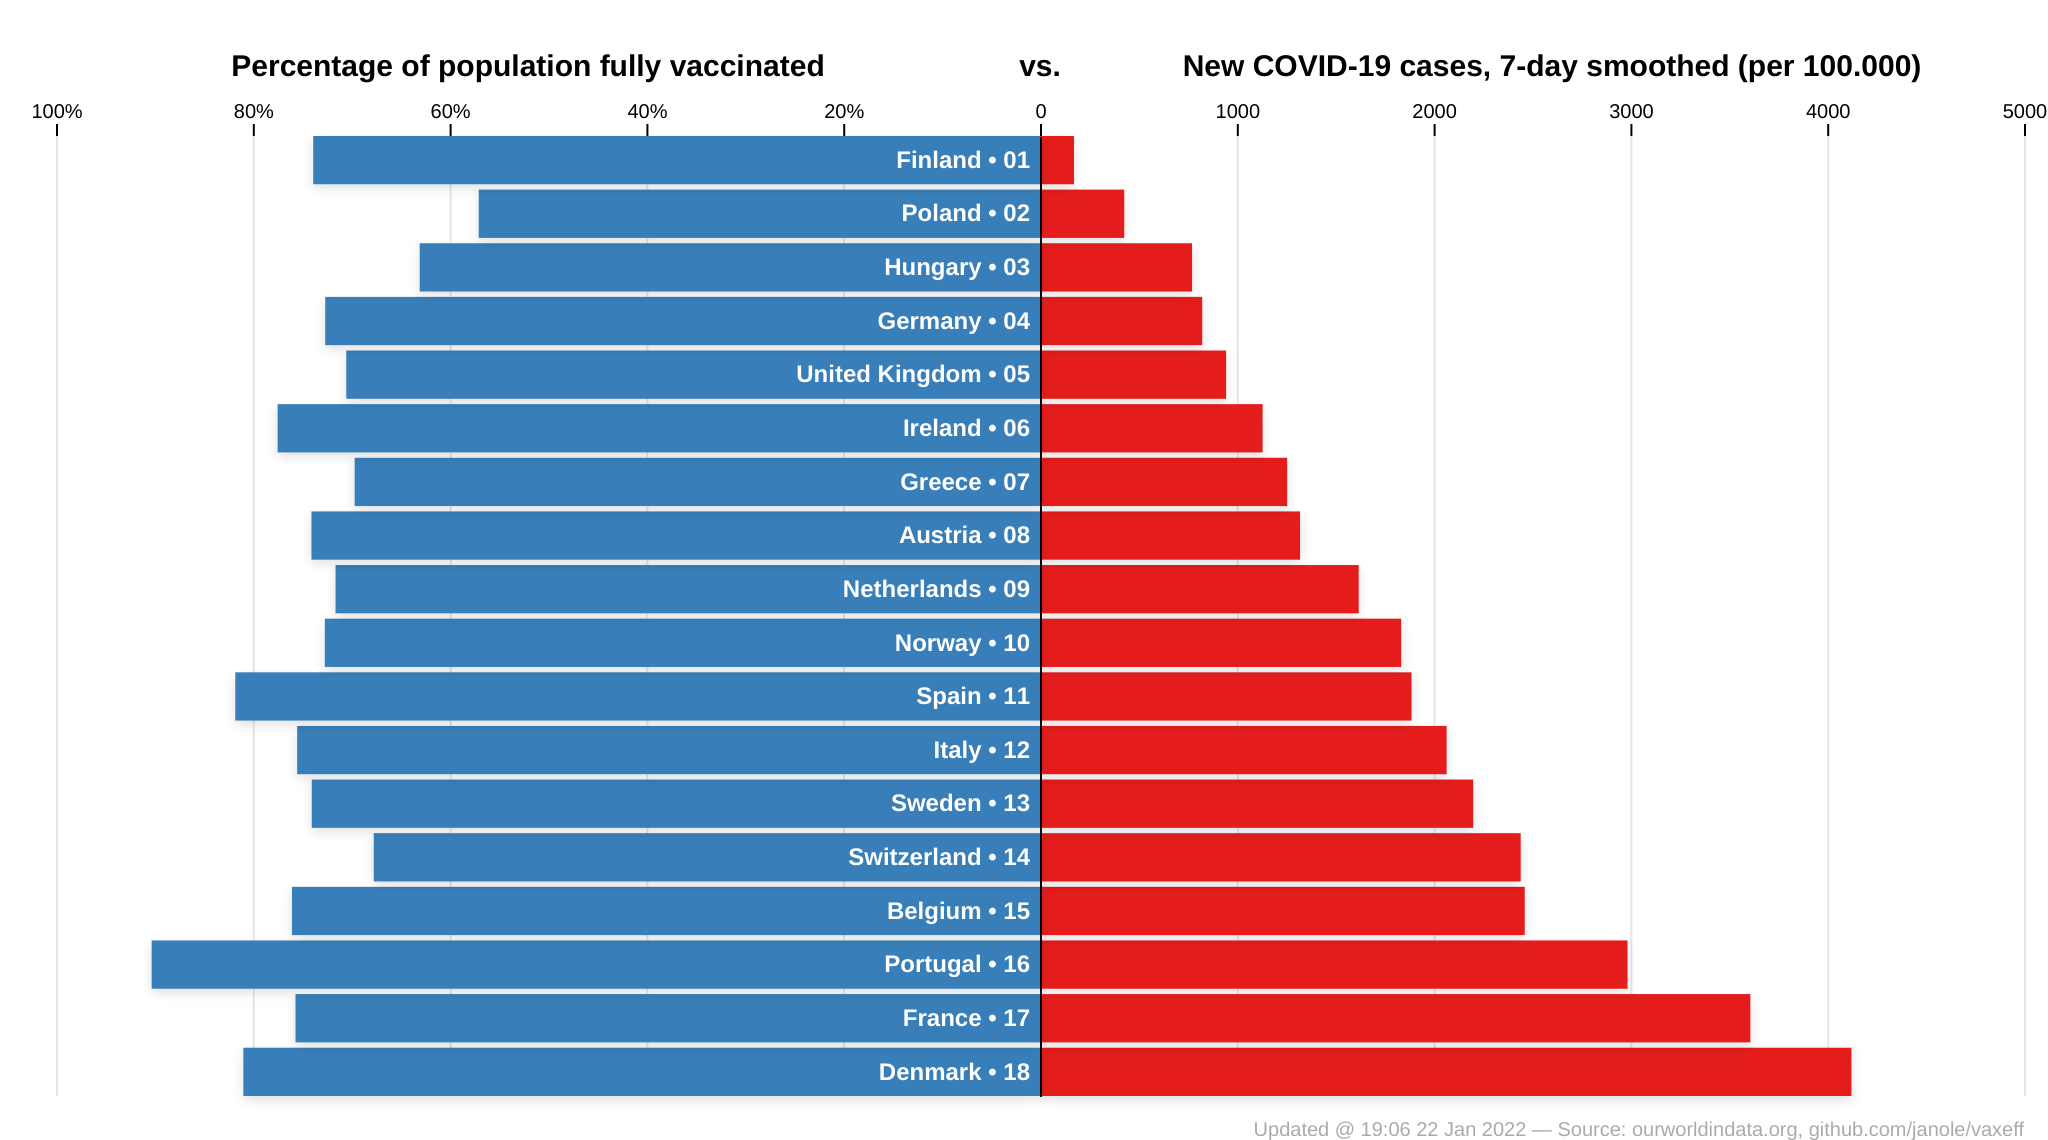 Percentage of population fully vaccinated vs. New COVID-19 cases, 7-day smoothed (per 100.000)
100% 80% 60% 40% 20% 0 1000 2000 3000 4000 5000
Finland • 01
Poland • 02
Hungary • 03
Germany • 04
United Kingdom • 05
Ireland • 06
Greece • 07
Austria • 08
Netherlands • 09
Norway • 10
Spain • 11
Italy • 12
Sweden • 13
Switzerland • 14
Belgium • 15
Portugal • 16
France • 17
Denmark • 18
Updated @ 19:06 22 Jan 2022 — Source: ourworldindata.org, github.com/janole/vaxeff